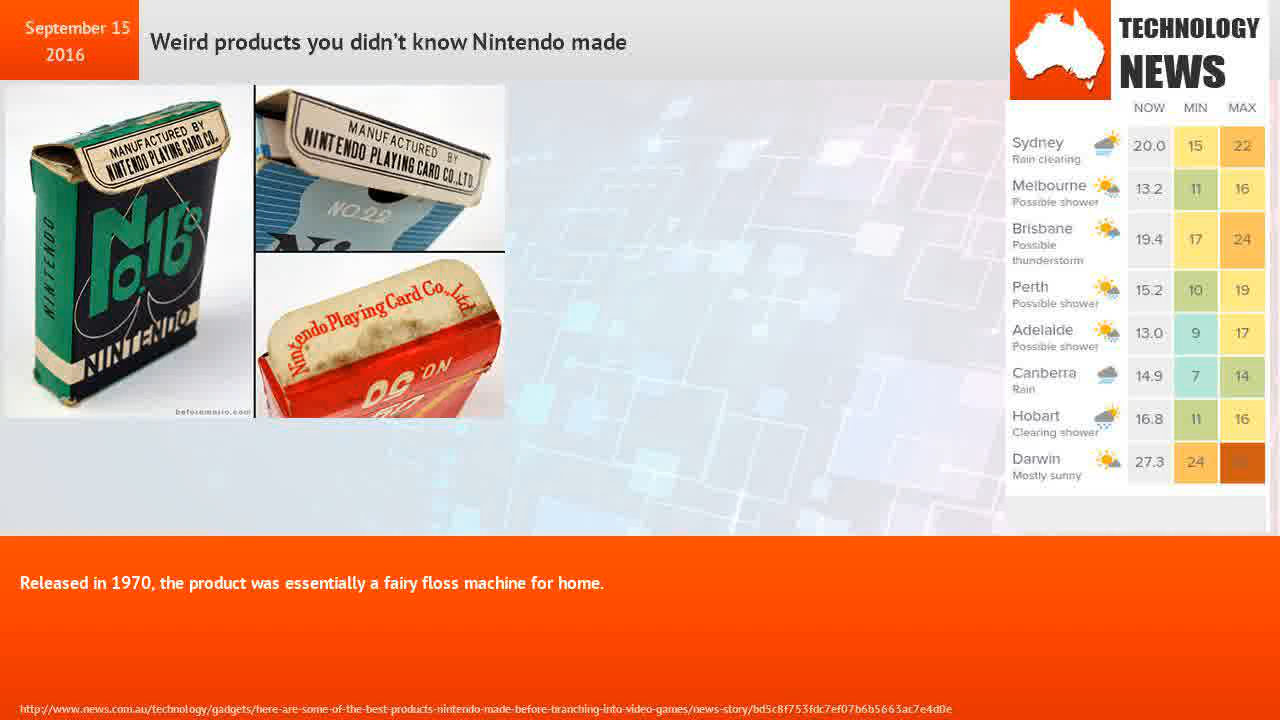 September 15
2016
Weird products you didn't know Nintendo made
TECHNOLOGY
NEWS
MANUFACTURED BY
NINTENDO PLAYING CARD CO.
NINTENDO
No.16
NINTENDO
beforemario.com
MANUFACTURED BY
NINTENDO PLAYING CARD CO.,LTD.
NO.22
Ni
Nintendo Playing Card Co., Ltd.
NOW MIN MAX
Sydney 20.0 15 22
Rain clearing
Melbourne 13.2 11 16
Possible shower
Brisbane 19.4 17 24
Possible
thunderstorm
Perth 15.2 10 19
Possible shower
Adelaide 13.0 9 17
Possible shower
Canberra 14.9 7 14
Rain
Hobart 16.8 11 16
Clearing shower
Darwin 27.3 24
Mostly sunny
Released in 1970, the product was essentially a fairy floss machine for home.
http://www.news.com.au/technology/gadgets/here-are-some-of-the-best-products-nintendo-made-before-branching-into-video-games/news-story/bd5c8f753fdc7ef07b6b5663ac7e4d0e